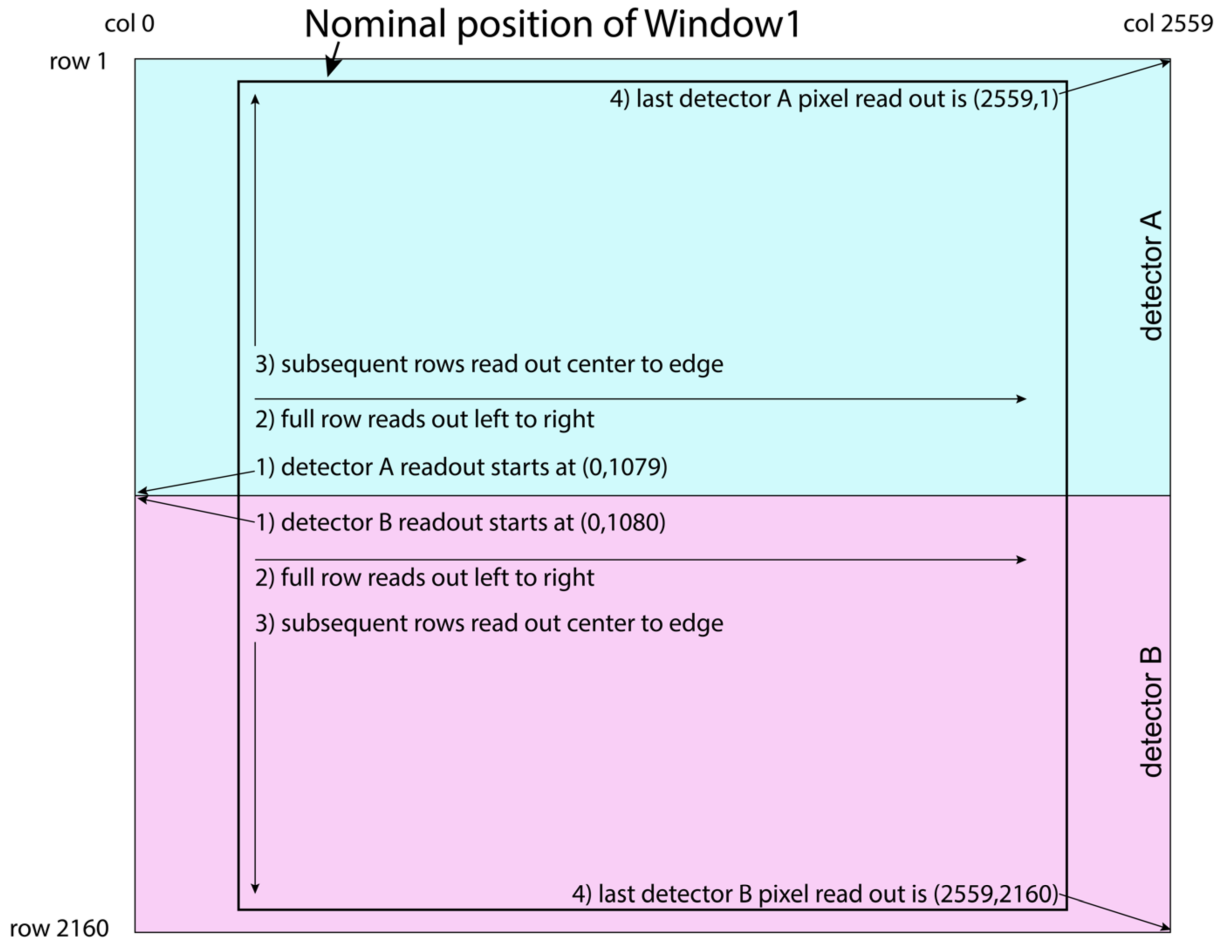 Nominal position of Window1
col 0
col 2559
row 1
4) last detector A pixel read out is (2559,1)
detector A
3) subsequent rows read out center to edge
2) full row reads out left to right
1) detector A readout starts at (0,1079)
1) detector B readout starts at (0,1080)
2) full row reads out left to right
3) subsequent rows read out center to edge
detector B
4) last detector B pixel read out is (2559,2160)
row 2160